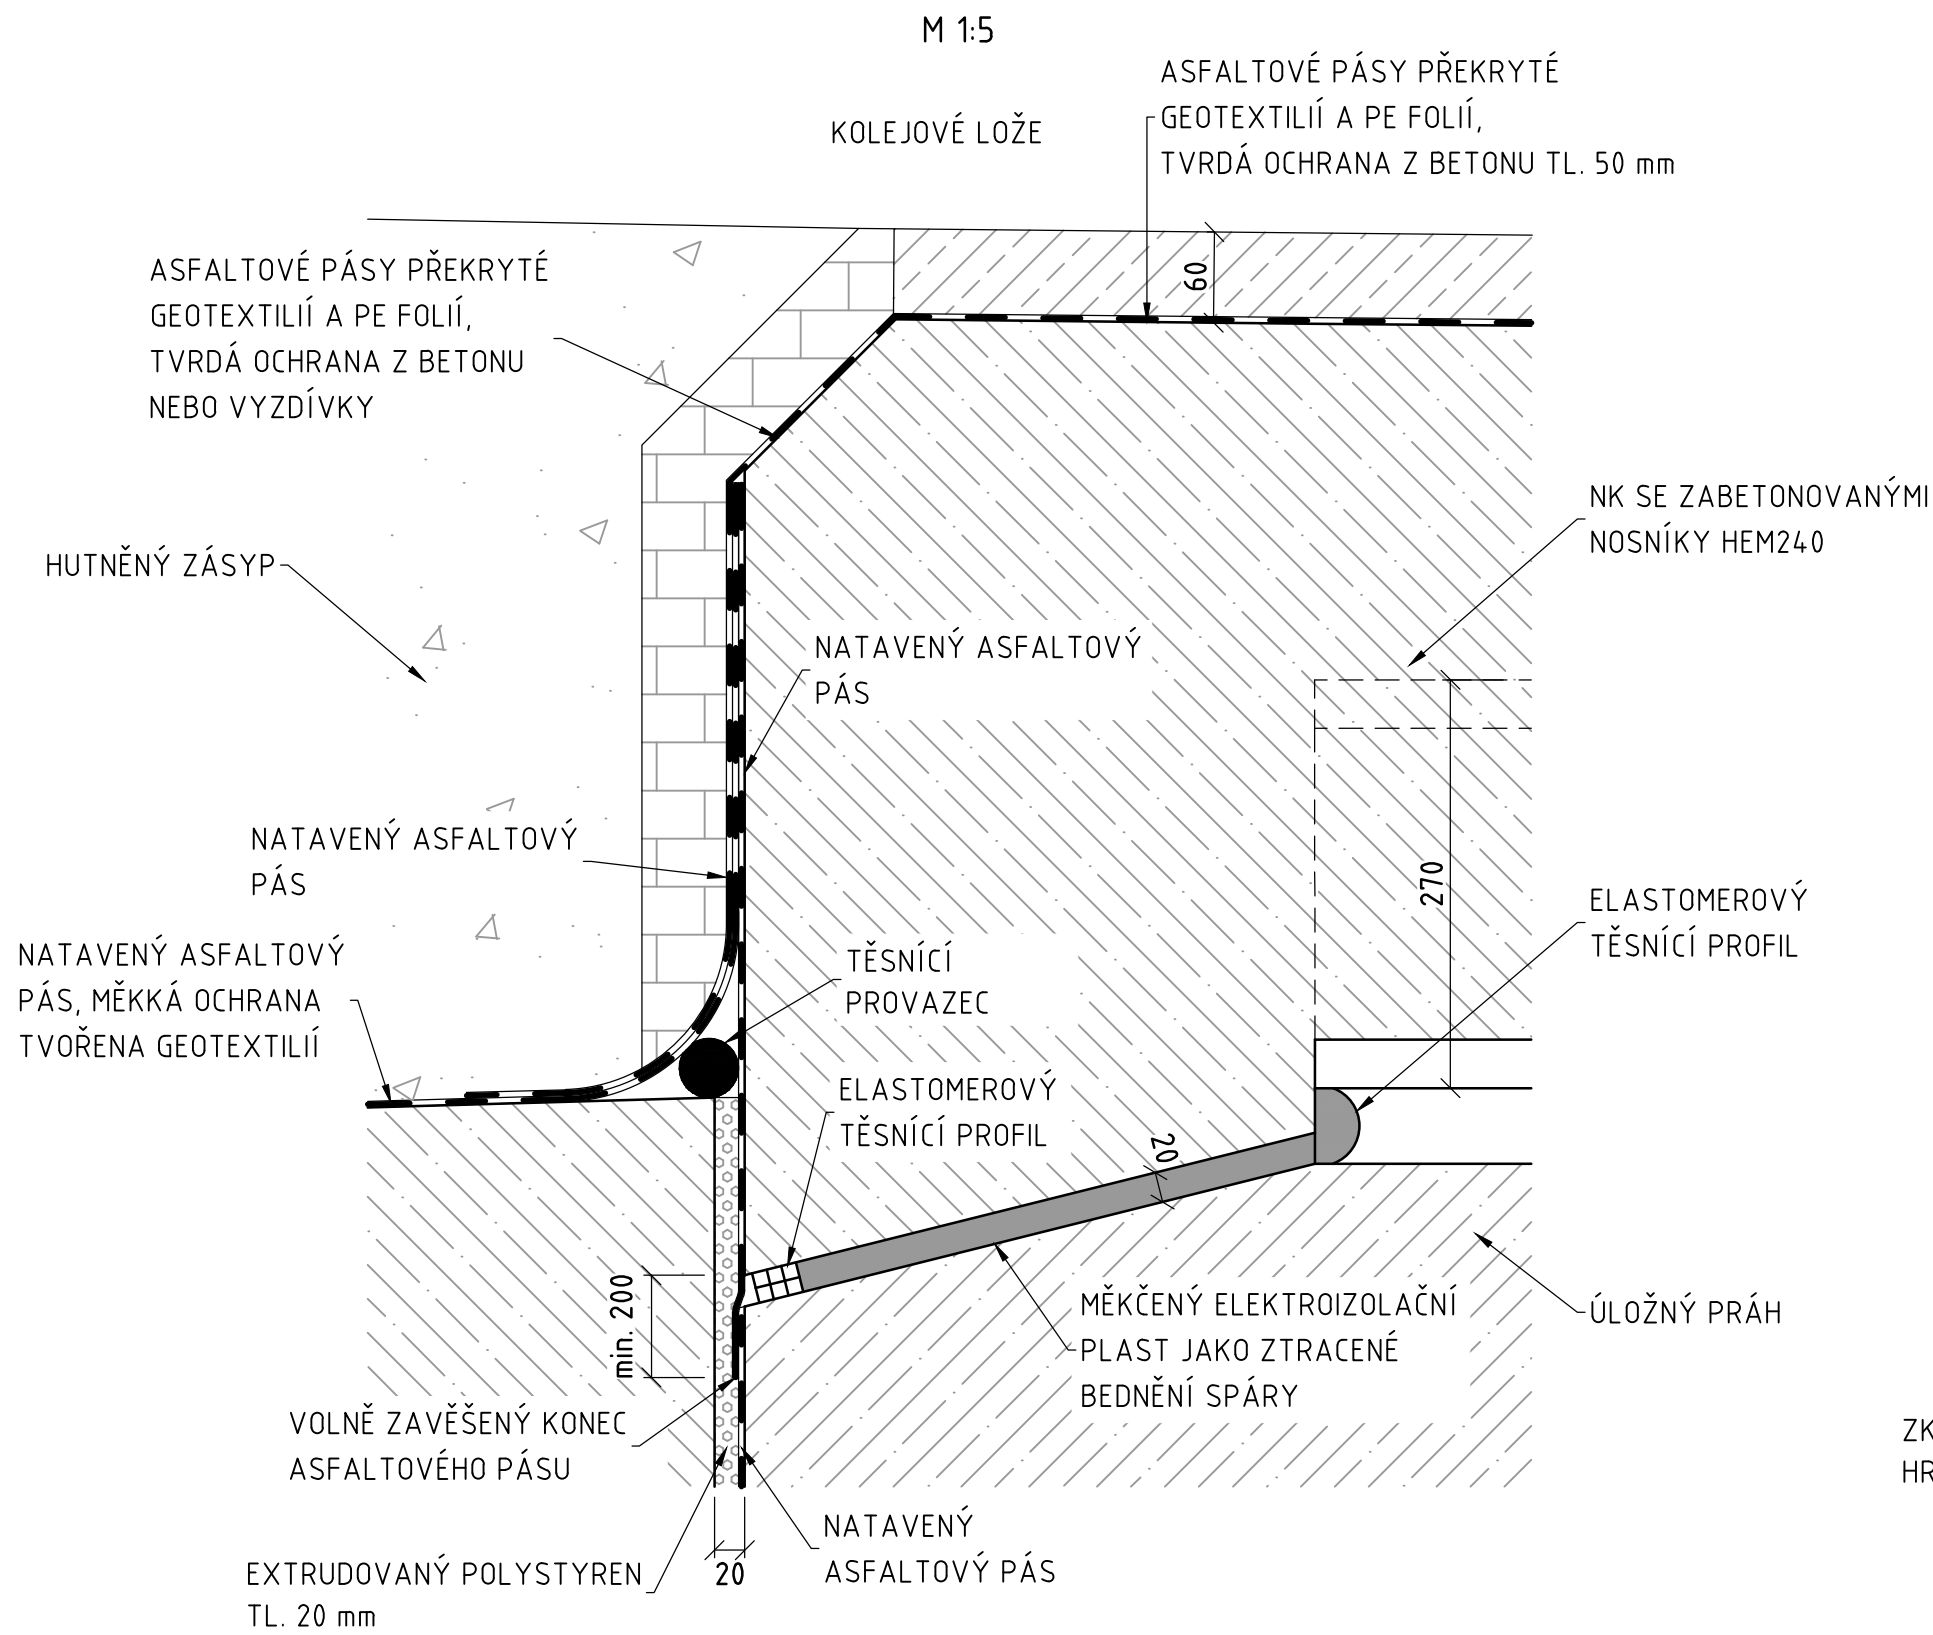 M 1:5
ASFALTOVÉ PÁSY PŘEKRYTÉ
GEOTEXTILIÍ A PE FOLIÍ,
TVRDÁ OCHRANA Z BETONU TL. 50 mm
KOLEJOVÉ LOŽE
60
ASFALTOVÉ PÁSY PŘEKRYTÉ
GEOTEXTILIÍ A PE FOLIÍ,
TVRDÁ OCHRANA Z BETONU
NEBO VYZDÍVKY
NK SE ZABETONOVANÝMI
NOSNÍKY HEM240
HUTNĚNÝ ZÁSYP
NATAVENÝ ASFALTOVÝ
PÁS
NATAVENÝ ASFALTOVÝ
PÁS
270
ELASTOMEROVÝ
TĚSNÍCÍ PROFIL
NATAVENÝ ASFALTOVÝ
PÁS, MĚKKÁ OCHRANA
TVOŘENA GEOTEXTILIÍ
TĚSNÍCÍ
PROVAZEC
ELASTOMEROVÝ
TĚSNÍCÍ PROFIL
20
min. 200
MĚKČENÝ ELEKTROIZOLAČNÍ
PLAST JAKO ZTRACENÉ
BEDNĚNÍ SPÁRY
ÚLOŽNÝ PRÁH
VOLNĚ ZAVĚŠENÝ KONEC
ASFALTOVÉHO PÁSU
ZK
HR
NATAVENÝ
ASFALTOVÝ PÁS
20
EXTRUDOVANÝ POLYSTYREN
TL. 20 mm